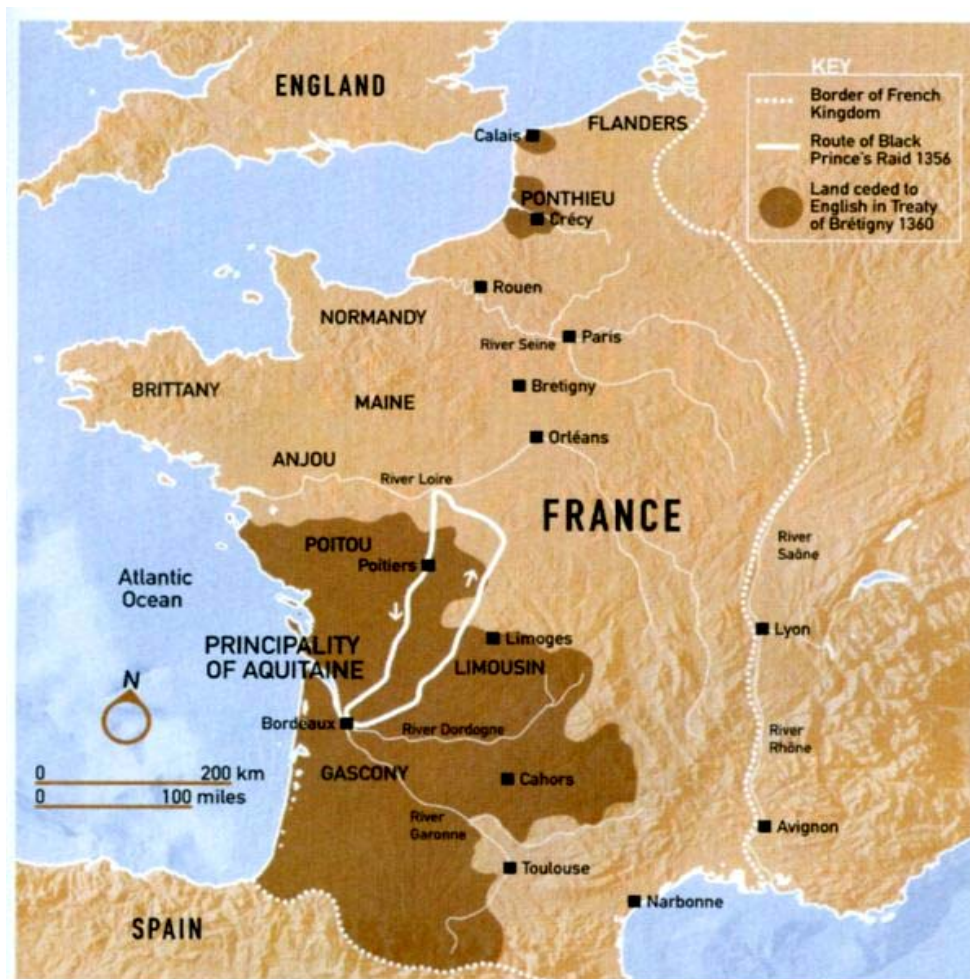 ENGLAND
KEY
Border of French
Kingdom
Route of Black
Prince's Raid 1356
Land ceded to
English in Treaty
of Brétigny 1360
FLANDERS
Calais
PONTHIEU
Crécy
Rouen
NORMANDY
River Seine
Paris
BRITTANY
MAINE
Bretigny
Orléans
ANJOU
River Loire
FRANCE
POITOU
Poitiers
River
Saône
Atlantic
Ocean
Lyon
PRINCIPALITY
OF AQUITAINE
Limoges
LIMOUSIN
N
Bordeaux
River Dordogne
River
Rhône
0 200 km
0 100 miles
GASCONY
Cahors
River
Garonne
Avignon
Toulouse
Narbonne
SPAIN